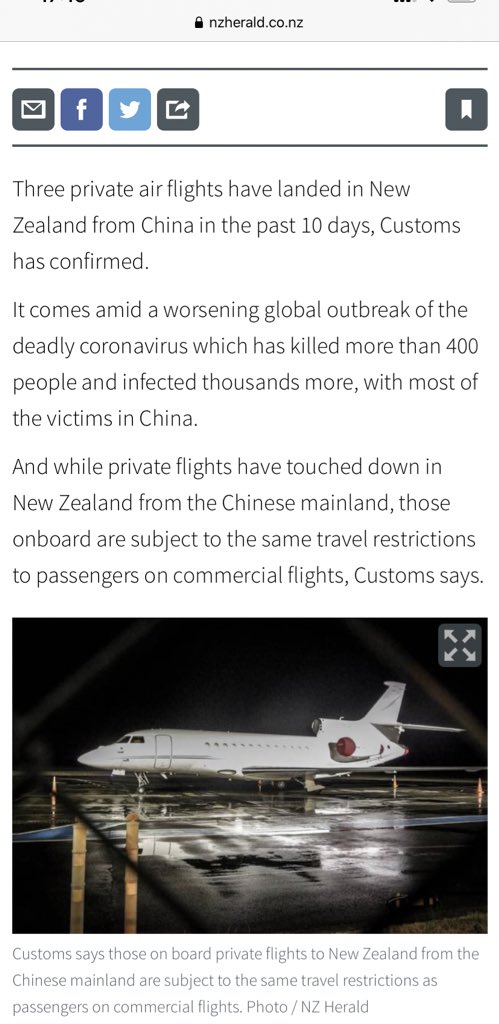 nzherald.co.nz
Three private air flights have landed in New
Zealand from China in the past 10 days, Customs
has confirmed.
It comes amid a worsening global outbreak of the
deadly coronavirus which has killed more than 400
people and infected thousands more, with most of
the victims in China.
And while private flights have touched down in
New Zealand from the Chinese mainland, those
onboard are subject to the same travel restrictions
to passengers on commercial flights, Customs says.
Customs says those on board private flights to New Zealand from the
Chinese mainland are subject to the same travel restrictions as
passengers on commercial flights. Photo / NZ Herald